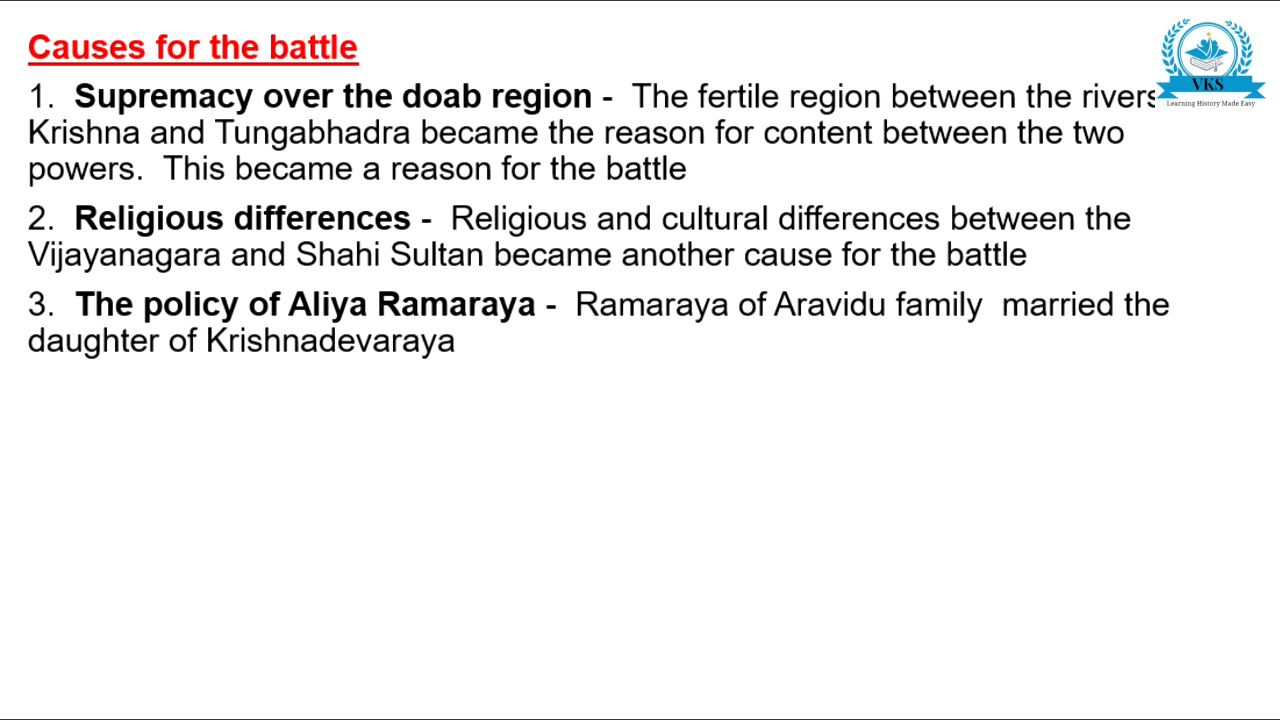 Causes for the battle
VKS
Learning History Made Easy
1. Supremacy over the doab region - The fertile region between the rivers
Krishna and Tungabhadra became the reason for content between the two
powers. This became a reason for the battle
2. Religious differences - Religious and cultural differences between the
Vijayanagara and Shahi Sultan became another cause for the battle
3. The policy of Aliya Ramaraya - Ramaraya of Aravidu family married the
daughter of Krishnadevaraya